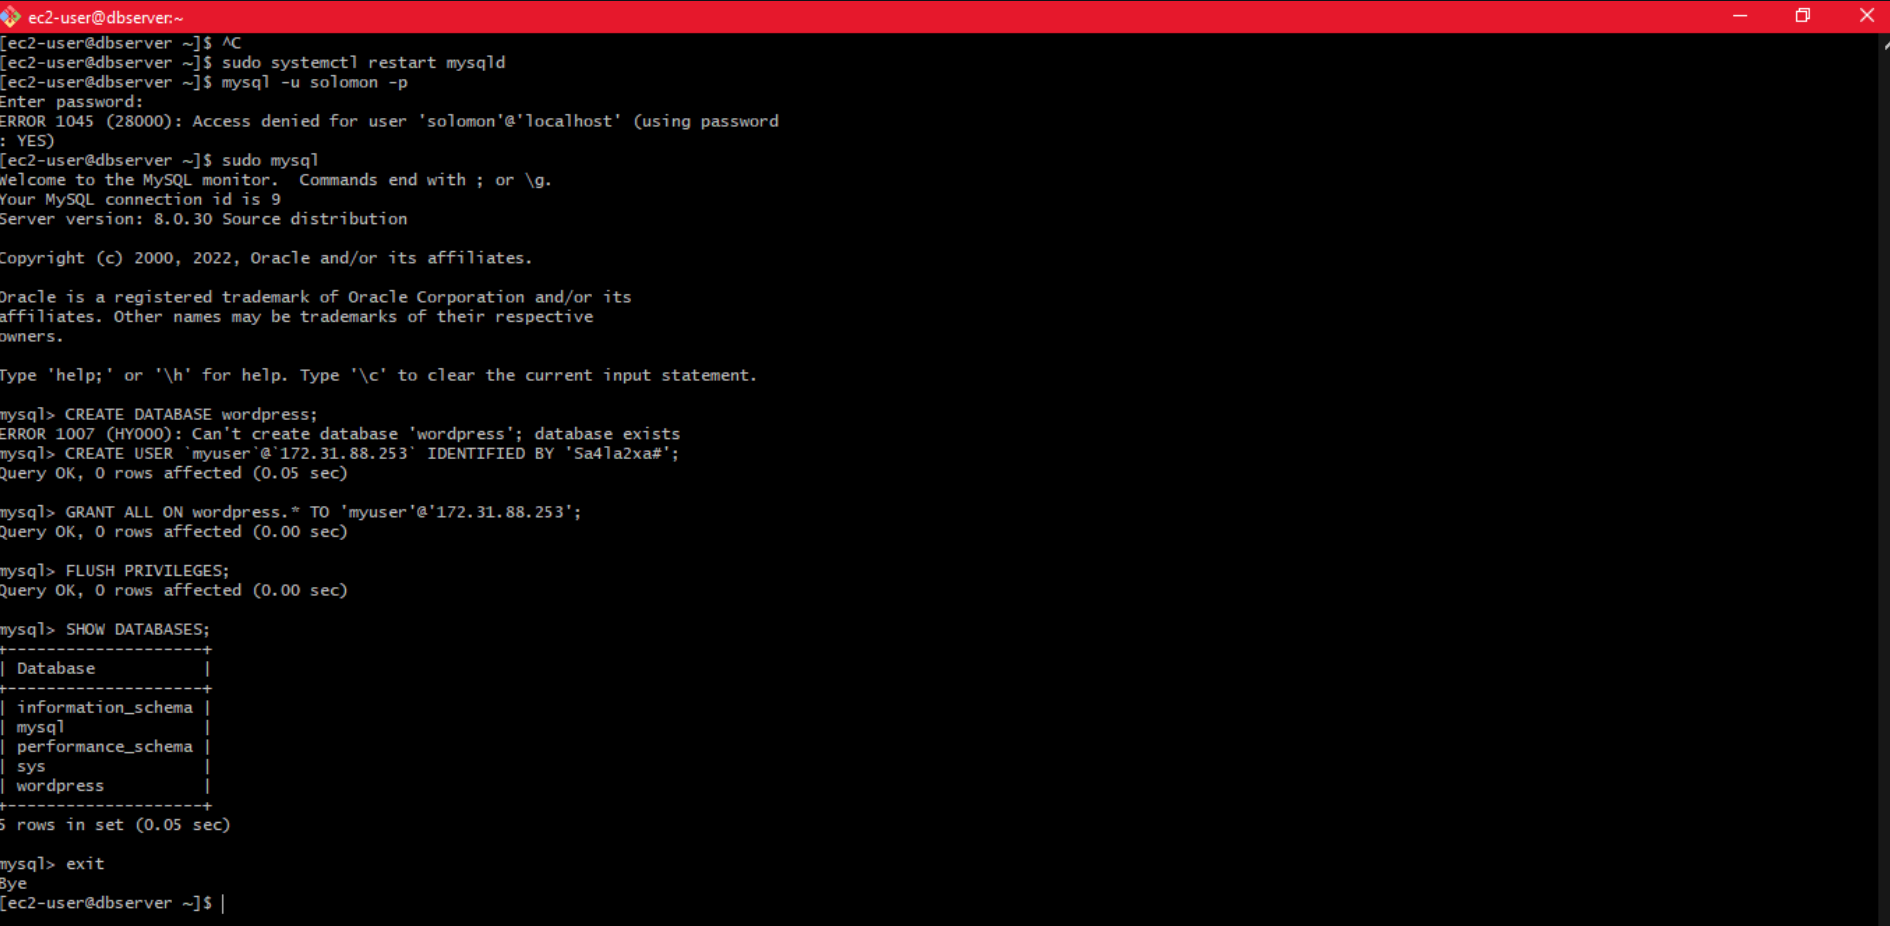 ec2-user@dbserver:~
[ec2-user@dbserver ~]$ ^C
[ec2-user@dbserver ~]$ sudo systemctl restart mysqld
[ec2-user@dbserver ~]$ mysql -u solomon -p
Enter password:
ERROR 1045 (28000): Access denied for user 'solomon'@'localhost' (using password
: YES)
[ec2-user@dbserver ~]$ sudo mysql
Welcome to the MySQL monitor.  Commands end with ; or \g.
Your MySQL connection id is 9
Server version: 8.0.30 Source distribution
Copyright (c) 2000, 2022, Oracle and/or its affiliates.
Oracle is a registered trademark of Oracle Corporation and/or its
affiliates. Other names may be trademarks of their respective
owners.
Type 'help;' or '\h' for help. Type '\c' to clear the current input statement.
mysql> CREATE DATABASE wordpress;
ERROR 1007 (HY000): Can't create database 'wordpress'; database exists
mysql> CREATE USER `myuser`@`172.31.88.253` IDENTIFIED BY 'Sa4la2xa#';
Query OK, 0 rows affected (0.05 sec)
mysql> GRANT ALL ON wordpress.* TO 'myuser'@'172.31.88.253';
Query OK, 0 rows affected (0.00 sec)
mysql> FLUSH PRIVILEGES;
Query OK, 0 rows affected (0.00 sec)
mysql> SHOW DATABASES;
+--------------------+
| Database           |
+--------------------+
| information_schema |
| mysql              |
| performance_schema |
| sys                |
| wordpress          |
+--------------------+
5 rows in set (0.05 sec)
mysql> exit
Bye
[ec2-user@dbserver ~]$